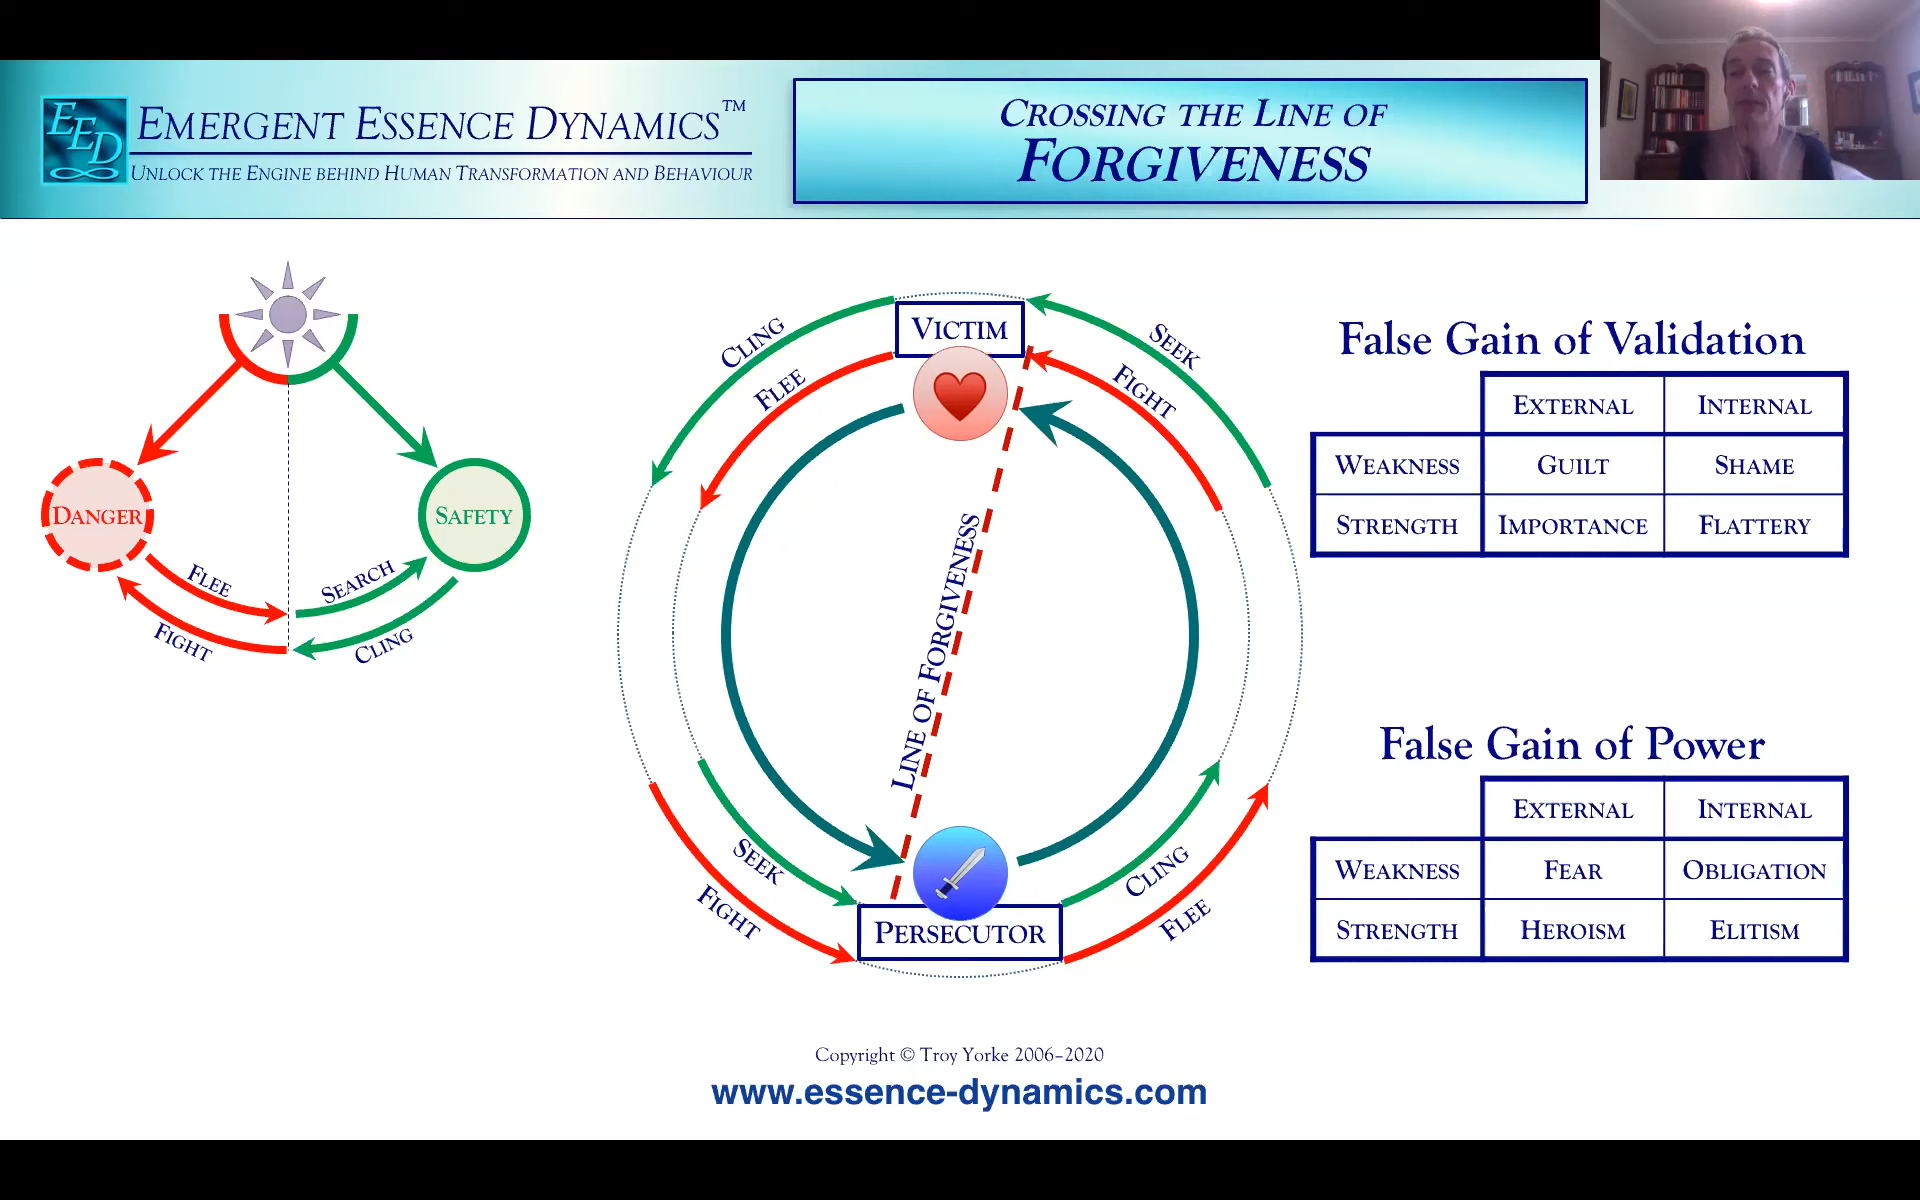 EED
EMERGENT ESSENCE DYNAMICS™
UNLOCK THE ENGINE BEHIND HUMAN TRANSFORMATION AND BEHAVIOUR
CROSSING THE LINE OF
FORGIVENESS
DANGER
SAFETY
FLEE
SEARCH
FIGHT
CLING
VICTIM
CLING
FLEE
SEEK
FIGHT
LINE OF FORGIVENESS
SEEK
FIGHT
CLING
FLEE
PERSECUTOR
False Gain of Validation
EXTERNAL INTERNAL
WEAKNESS GUILT SHAME
STRENGTH IMPORTANCE FLATTERY
False Gain of Power
EXTERNAL INTERNAL
WEAKNESS FEAR OBLIGATION
STRENGTH HEROISM ELITISM
Copyright © Troy Yorke 2006–2020
www.essence-dynamics.com